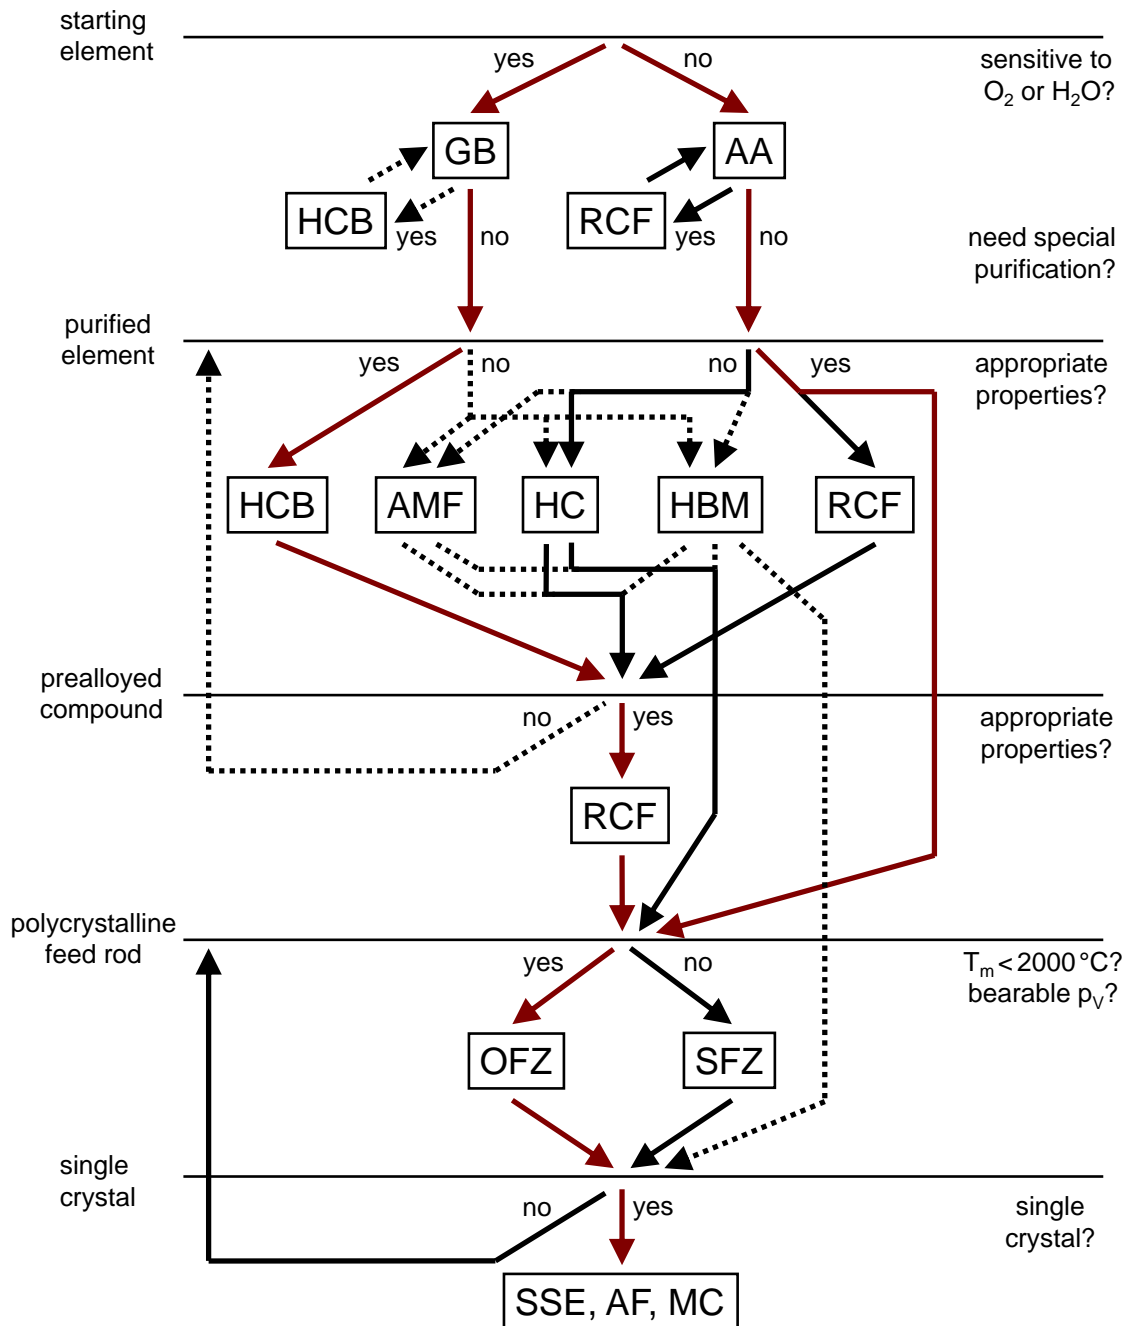 starting
element
yes
no
sensitive to
O₂ or H₂O?
GB
AA
HCB
RCF
yes
no
yes
no
need special
purification?
purified
element
yes
no
no
yes
appropriate
properties?
HCB
AMF
HC
HBM
RCF
prealloyed
compound
no
yes
appropriate
properties?
RCF
polycrystalline
feed rod
yes
no
Tₘ < 2000 °C?
bearable p_V?
OFZ
SFZ
single
crystal
no
yes
single
crystal?
SSE, AF, MC